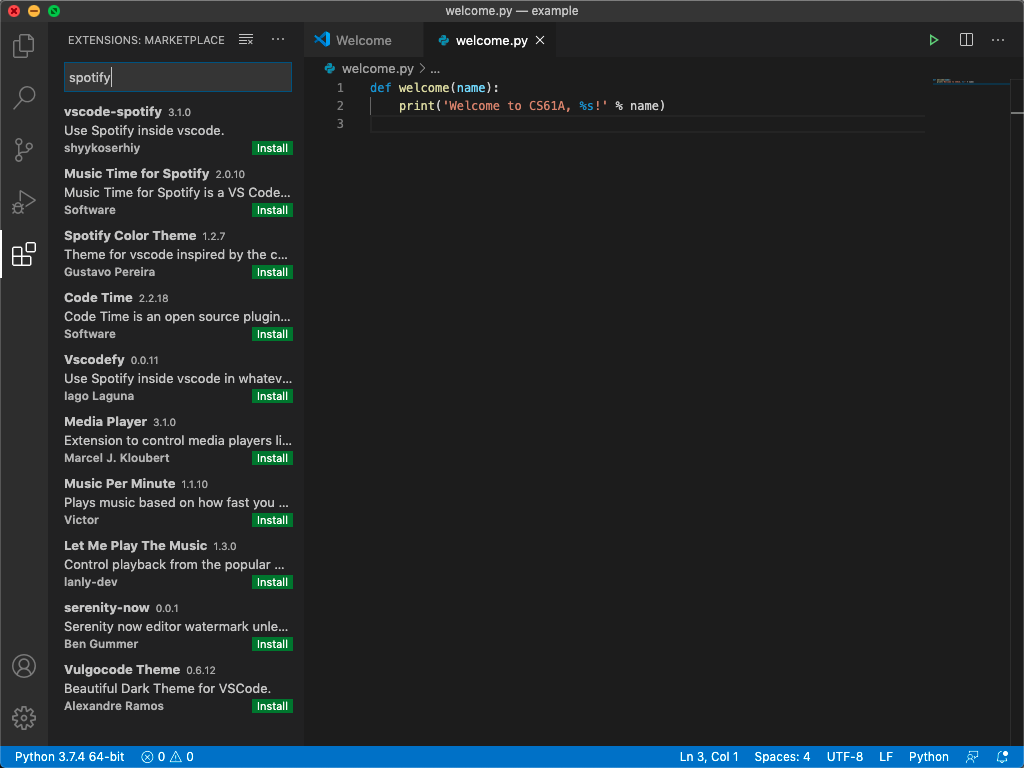 welcome.py — example
EXTENSIONS: MARKETPLACE
spotify
vscode-spotify 3.1.0
Use Spotify inside vscode.
shyykoserhiy Install
Music Time for Spotify 2.0.10
Music Time for Spotify is a VS Code...
Software Install
Spotify Color Theme 1.2.7
Theme for vscode inspired by the c...
Gustavo Pereira Install
Code Time 2.2.18
Code Time is an open source plugin...
Software Install
Vscodefy 0.0.11
Use Spotify inside vscode in whatev...
Iago Laguna Install
Media Player 3.1.0
Extension to control media players li...
Marcel J. Kloubert Install
Music Per Minute 1.1.10
Plays music based on how fast you ...
Victor Install
Let Me Play The Music 1.3.0
Control playback from the popular ...
lanly-dev Install
serenity-now 0.0.1
Serenity now editor watermark unle...
Ben Gummer Install
Vulgocode Theme 0.6.12
Beautiful Dark Theme for VSCode.
Alexandre Ramos Install
Welcome welcome.py
welcome.py > ...
1 def welcome(name):
2 print('Welcome to CS61A, %s!' % name)
3
Python 3.7.4 64-bit 0 0 Ln 3, Col 1 Spaces: 4 UTF-8 LF Python